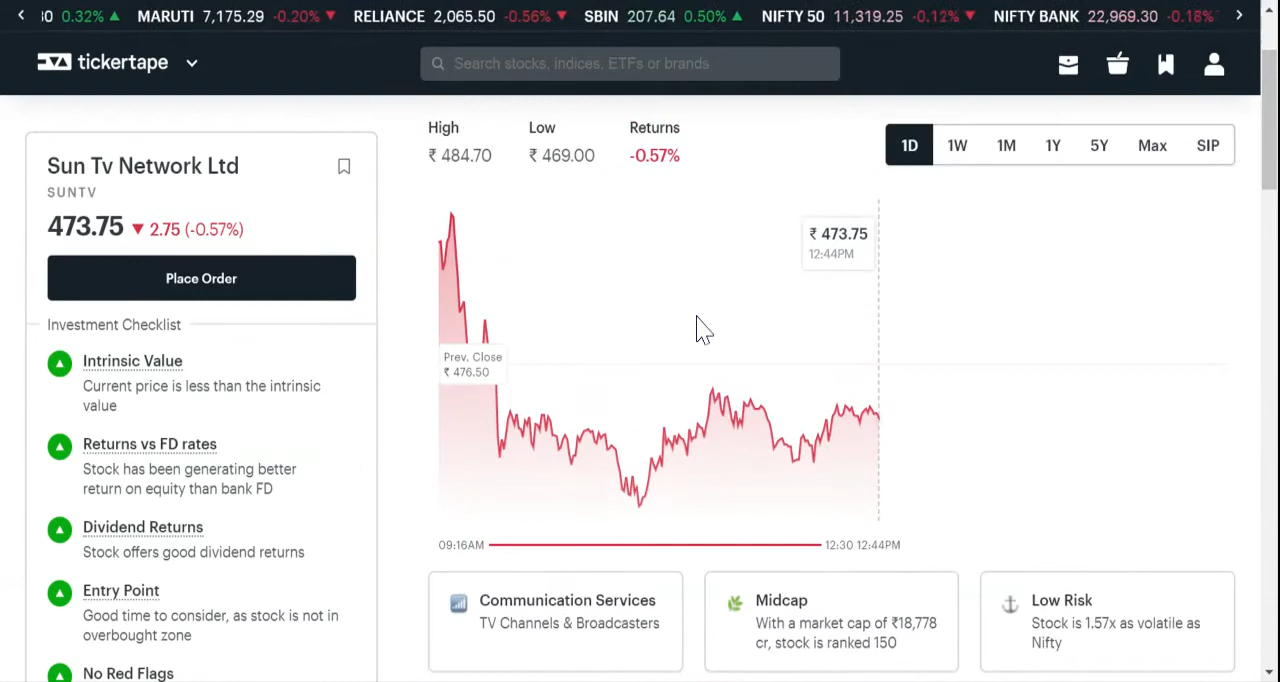 30 0.32% ▲ MARUTI 7,175.29 -0.20% ▼ RELIANCE 2,065.50 -0.56% ▼ SBIN 207.64 0.50% ▲ NIFTY 50 11,319.25 -0.12% ▼ NIFTY BANK 22,969.30 -0.18%
tickertape
Search stocks, indices, ETFs or brands
Sun Tv Network Ltd
SUNTV
473.75 ▼ 2.75 (-0.57%)
Place Order
Investment Checklist
Intrinsic Value
Current price is less than the intrinsic
value
Returns vs FD rates
Stock has been generating better
return on equity than bank FD
Dividend Returns
Stock offers good dividend returns
Entry Point
Good time to consider, as stock is not in
overbought zone
No Red Flags
High Low Returns
₹ 484.70 ₹ 469.00 -0.57%
1D 1W 1M 1Y 5Y Max SIP
₹ 473.75
12:44PM
Prev. Close
₹ 476.50
09:16AM 12:30 12:44PM
Communication Services
TV Channels & Broadcasters
Midcap
With a market cap of ₹18,778
cr, stock is ranked 150
Low Risk
Stock is 1.57x as volatile as
Nifty